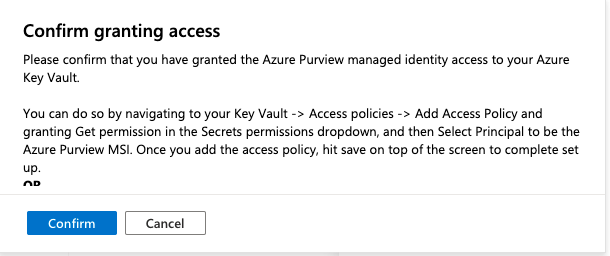 Confirm granting access
Please confirm that you have granted the Azure Purview managed identity access to your Azure
Key Vault.
You can do so by navigating to your Key Vault -> Access policies -> Add Access Policy and
granting Get permission in the Secrets permissions dropdown, and then Select Principal to be the
Azure Purview MSI. Once you add the access policy, hit save on top of the screen to complete set
up.
OR
Confirm Cancel